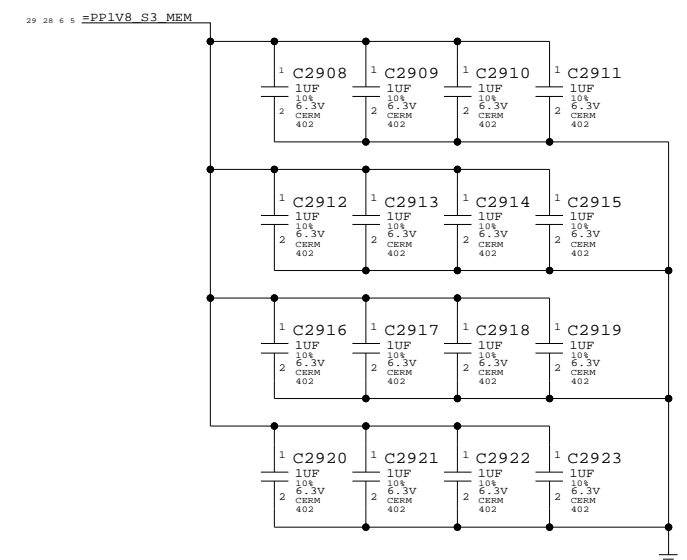 29 28 6 5 =PP1V8_S3_MEM
1 C2908 1 C2909 1 C2910 1 C2911
1UF 1UF 1UF 1UF
10% 10% 10% 10%
2 6.3V 2 6.3V 2 6.3V 2 6.3V
CERM CERM CERM CERM
402 402 402 402
1 C2912 1 C2913 1 C2914 1 C2915
1UF 1UF 1UF 1UF
10% 10% 10% 10%
2 6.3V 2 6.3V 2 6.3V 2 6.3V
CERM CERM CERM CERM
402 402 402 402
1 C2916 1 C2917 1 C2918 1 C2919
1UF 1UF 1UF 1UF
10% 10% 10% 10%
2 6.3V 2 6.3V 2 6.3V 2 6.3V
CERM CERM CERM CERM
402 402 402 402
1 C2920 1 C2921 1 C2922 1 C2923
1UF 1UF 1UF 1UF
10% 10% 10% 10%
2 6.3V 2 6.3V 2 6.3V 2 6.3V
CERM CERM CERM CERM
402 402 402 402